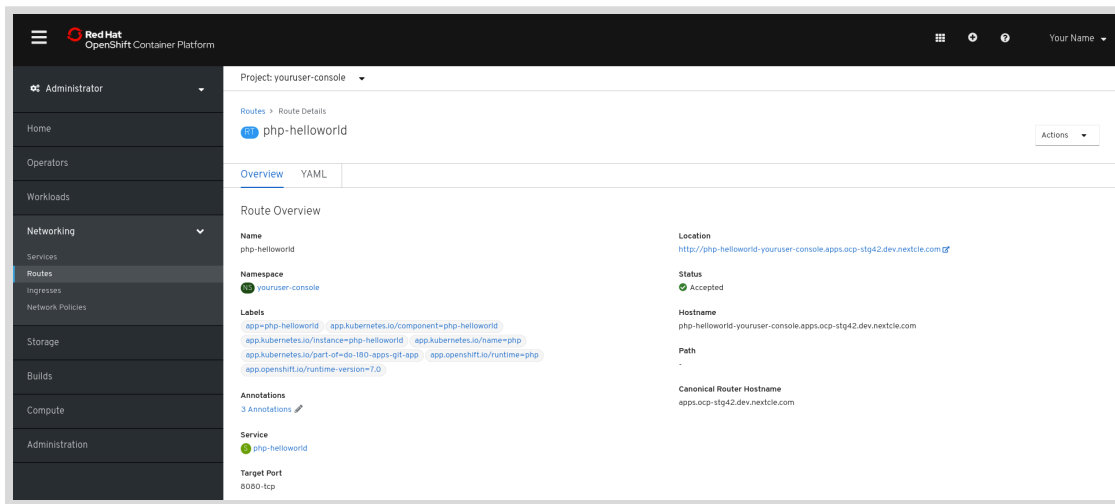 Red Hat
OpenShift Container Platform
Your Name
Administrator
Home
Operators
Workloads
Networking
Services
Routes
Ingresses
Network Policies
Storage
Builds
Compute
Administration
Project: youruser-console
Routes > Route Details
RT php-helloworld
Actions
Overview YAML
Route Overview
Name
php-helloworld
Namespace
NS youruser-console
Labels
app=php-helloworld app.kubernetes.io/component=php-helloworld
app.kubernetes.io/instance=php-helloworld app.kubernetes.io/name=php
app.kubernetes.io/part-of=do-180-apps-git-app app.openshift.io/runtime=php
app.openshift.io/runtime-version=7.0
Annotations
3 Annotations
Service
S php-helloworld
Target Port
8080-tcp
Location
http://php-helloworld-youruser-console.apps.ocp-stg42.dev.nextcle.com
Status
Accepted
Hostname
php-helloworld-youruser-console.apps.ocp-stg42.dev.nextcle.com
Path
-
Canonical Router Hostname
apps.ocp-stg42.dev.nextcle.com